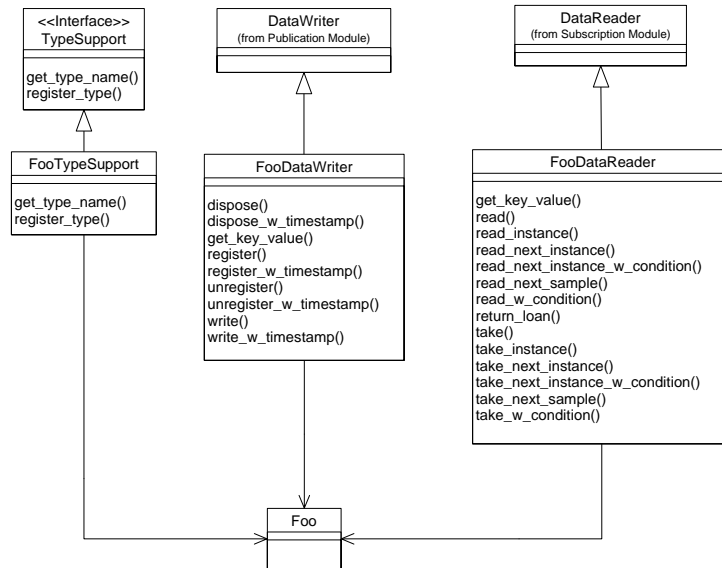 <<Interface>>
TypeSupport
get_type_name()
register_type()
DataWriter
(from Publication Module)
DataReader
(from Subscription Module)
FooTypeSupport
get_type_name()
register_type()
FooDataWriter
dispose()
dispose_w_timestamp()
get_key_value()
register()
register_w_timestamp()
unregister()
unregister_w_timestamp()
write()
write_w_timestamp()
FooDataReader
get_key_value()
read()
read_instance()
read_next_instance()
read_next_instance_w_condition()
read_next_sample()
read_w_condition()
return_loan()
take()
take_instance()
take_next_instance()
take_next_instance_w_condition()
take_next_sample()
take_w_condition()
Foo